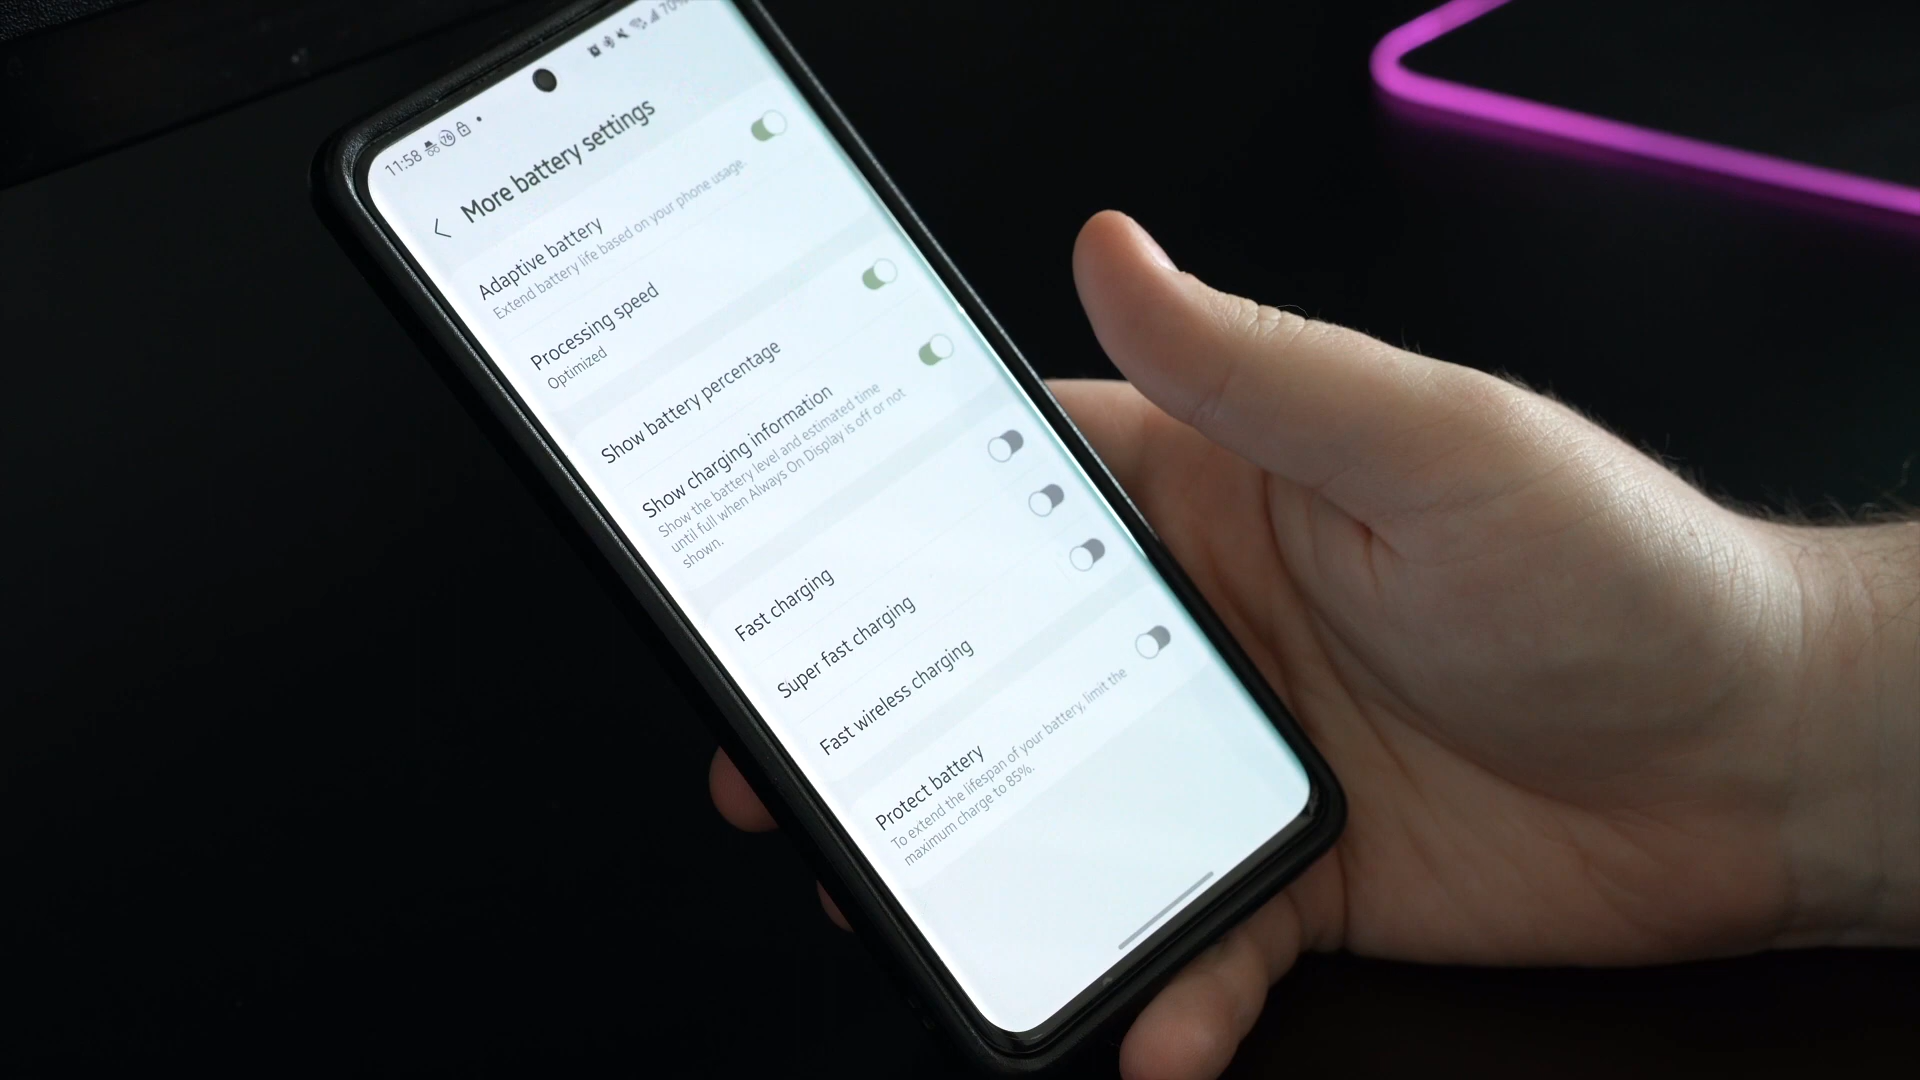 11:58
76
70%
More battery settings
Adaptive battery
Extend battery life based on your phone usage.
Processing speed
Optimized
Show battery percentage
Show charging information
Show the battery level and estimated time
until full when Always On Display is off or not
shown.
Fast charging
Super fast charging
Fast wireless charging
Protect battery
To extend the lifespan of your battery, limit the
maximum charge to 85%.